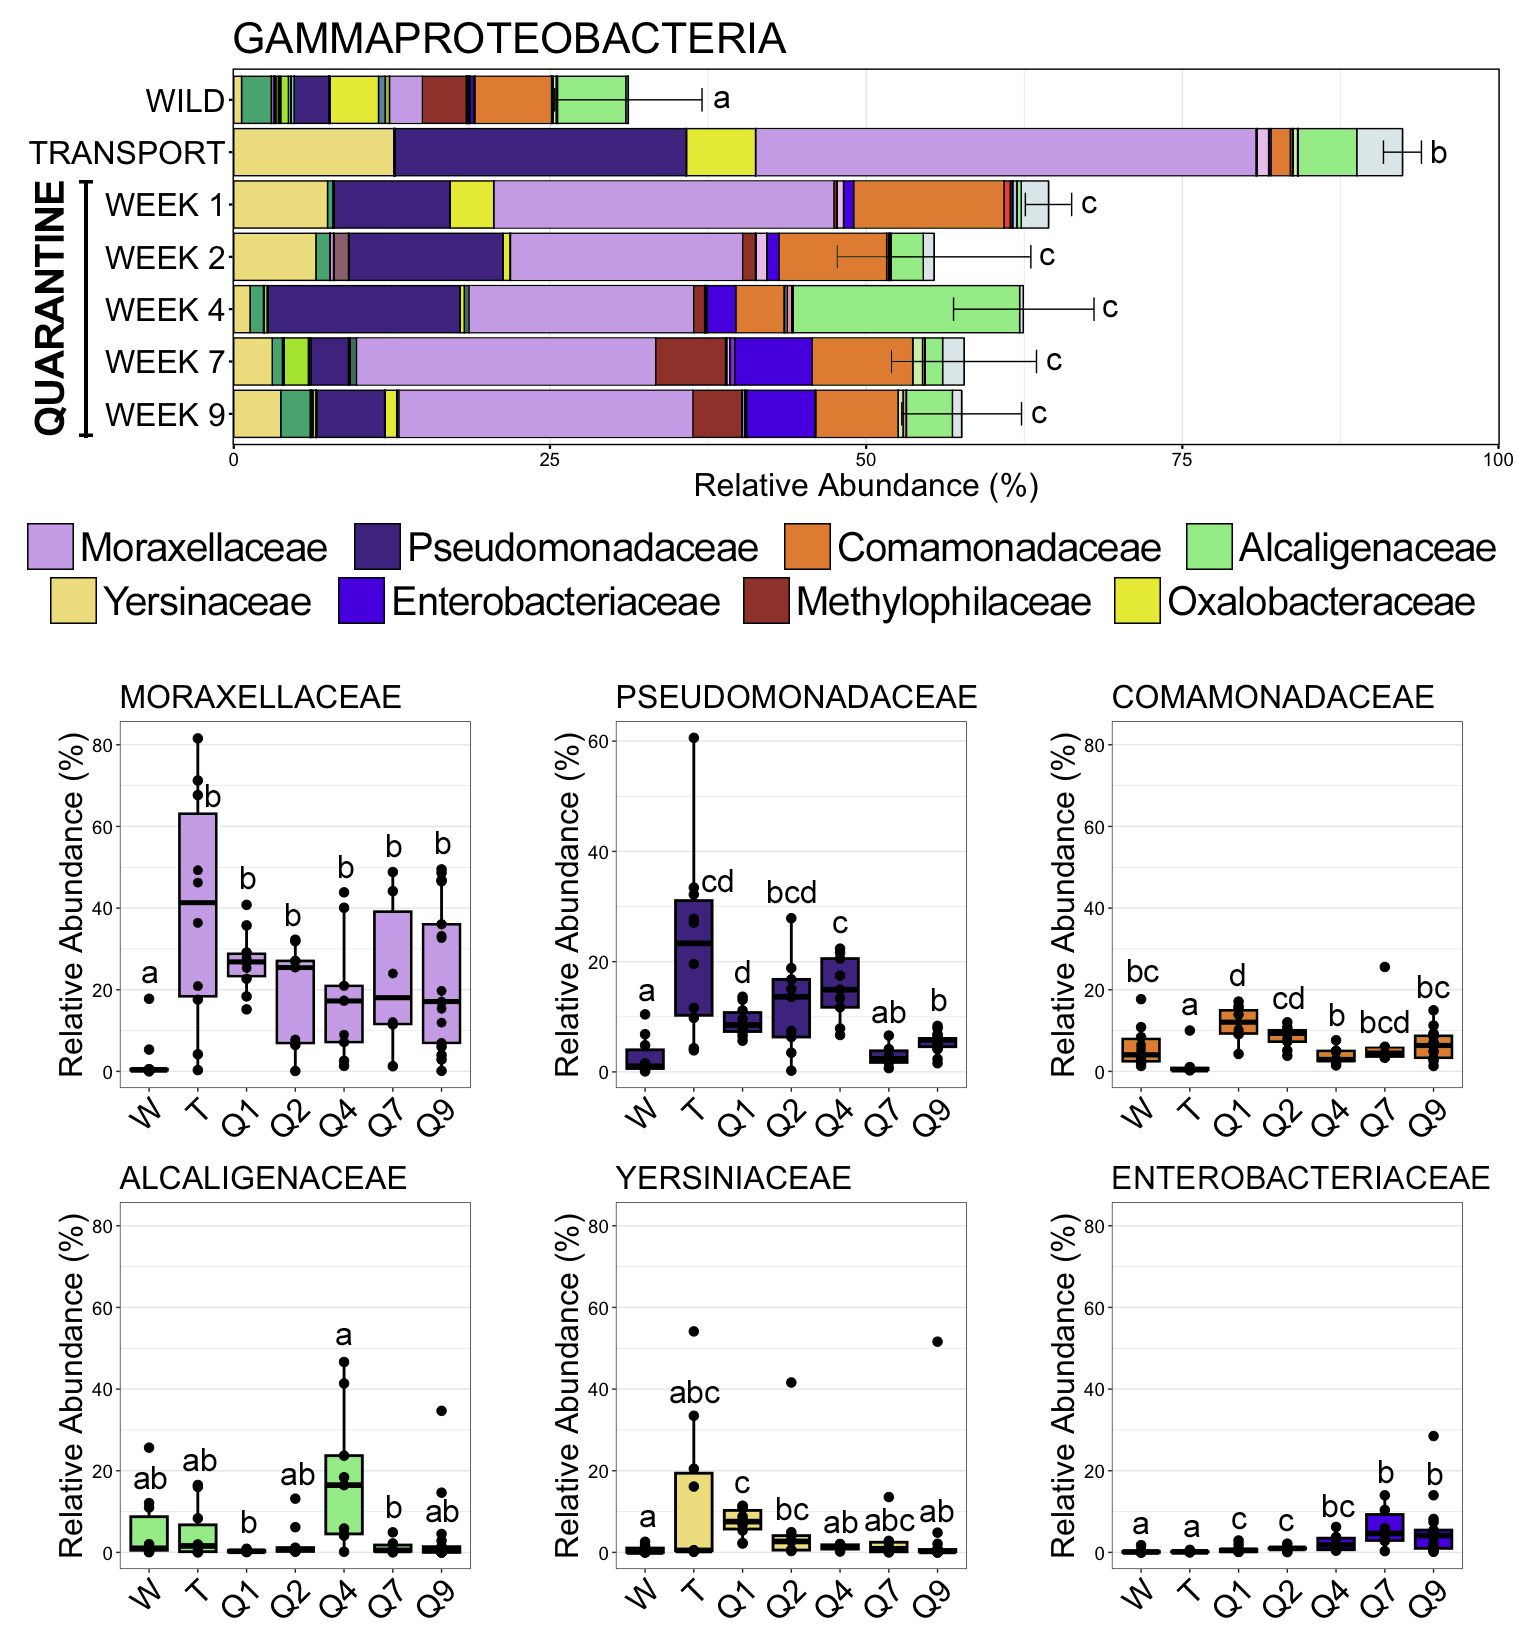 GAMMAPROTEOBACTERIA
WILD a
TRANSPORT b
QUARANTINE
WEEK 1 c
WEEK 2 c
WEEK 4 c
WEEK 7 c
WEEK 9 c
0 25 50 75 100
Relative Abundance (%)
Moraxellaceae Pseudomonadaceae Comamonadaceae Alcaligenaceae
Yersinaceae Enterobacteriaceae Methylophilaceae Oxalobacteraceae
MORAXELLACEAE
Relative Abundance (%)
80
60
40
20
0
a b b b b b b
W T Q1 Q2 Q4 Q7 Q9
PSEUDOMONADACEAE
Relative Abundance (%)
60
40
20
0
a cd d bcd c ab b
W T Q1 Q2 Q4 Q7 Q9
COMAMONADACEAE
Relative Abundance (%)
80
60
40
20
0
bc a d cd b bcd bc
W T Q1 Q2 Q4 Q7 Q9
ALCALIGENACEAE
Relative Abundance (%)
80
60
40
20
0
ab ab b ab a b ab
W T Q1 Q2 Q4 Q7 Q9
YERSINIACEAE
Relative Abundance (%)
80
60
40
20
0
a abc c bc ab abc ab
W T Q1 Q2 Q4 Q7 Q9
ENTEROBACTERIACEAE
Relative Abundance (%)
80
60
40
20
0
a a c c bc b b
W T Q1 Q2 Q4 Q7 Q9